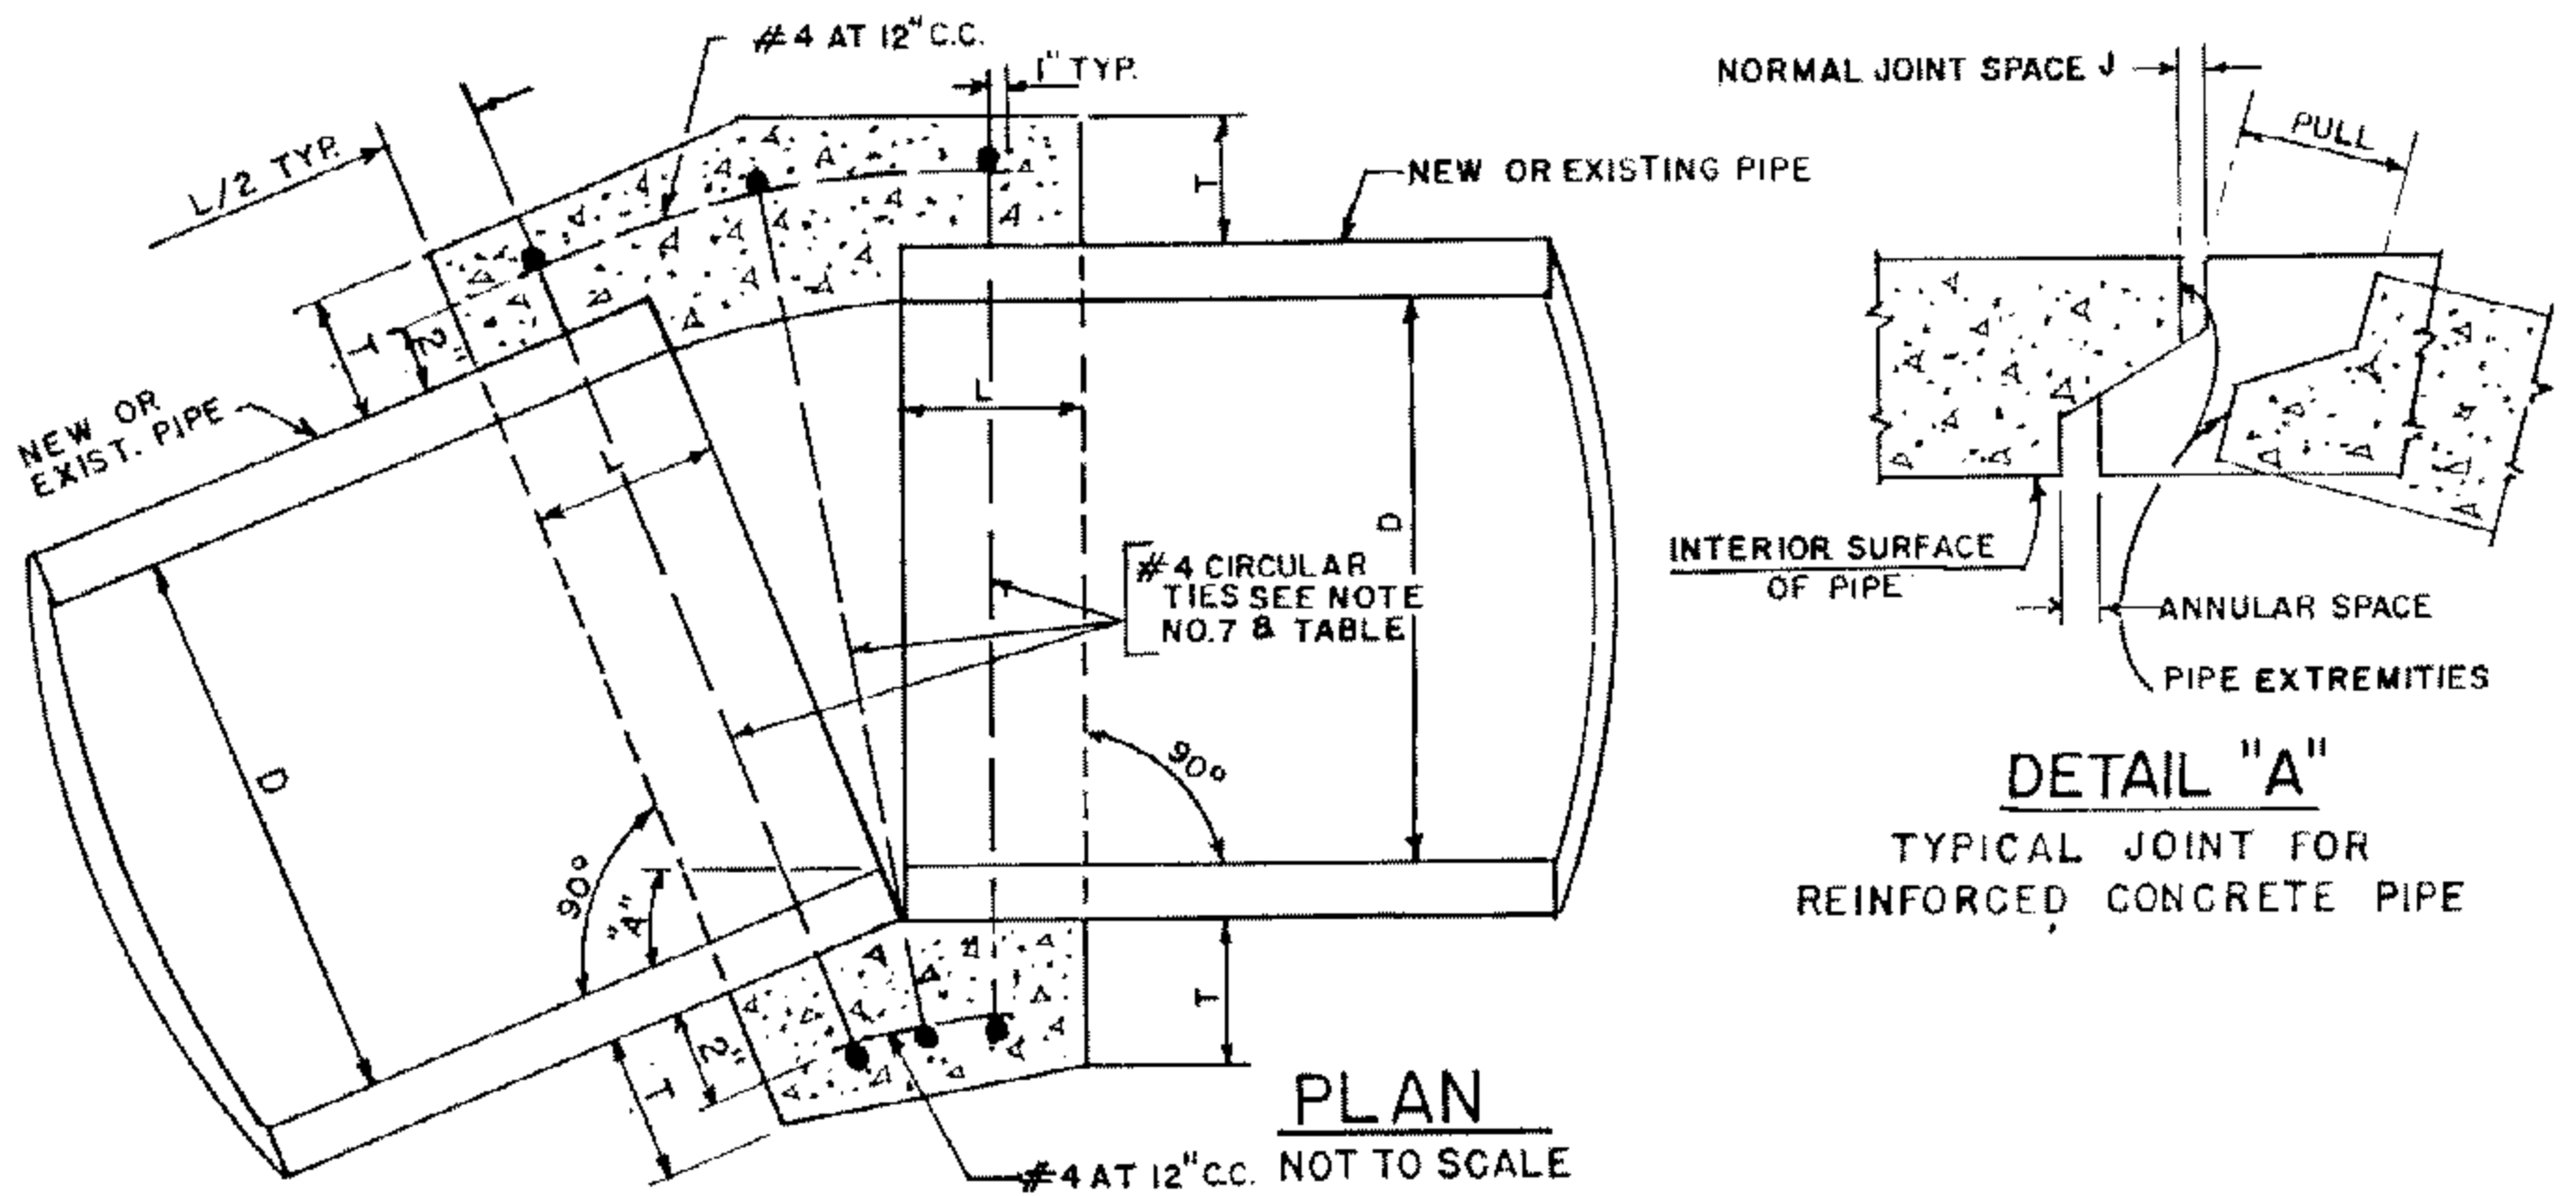 #4 AT 12" C.C.
1" TYP.
L/2 TYP.
T
NEW OR EXISTING PIPE
T
2"
NEW OR
EXIST. PIPE
L
L
D
D
#4 CIRCULAR
TIES SEE NOTE
NO.7 & TABLE
90°
90°
"A"
T
2"
T
#4 AT 12" C.C.
PLAN
NOT TO SCALE
NORMAL JOINT SPACE J
PULL
INTERIOR SURFACE
OF PIPE
ANNULAR SPACE
PIPE EXTREMITIES
DETAIL "A"
TYPICAL JOINT FOR
REINFORCED CONCRETE PIPE